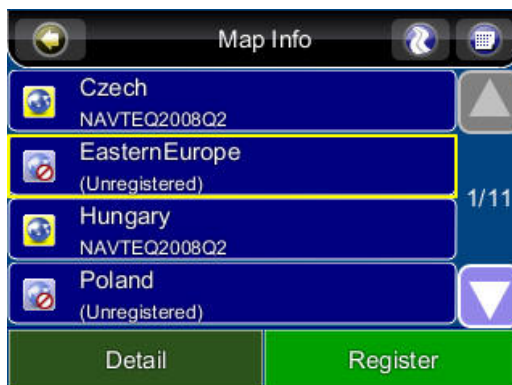 Map Info
Czech
NAVTEQ2008Q2
EasternEurope
(Unregistered)
1/11
Hungary
NAVTEQ2008Q2
Poland
(Unregistered)
Detail Register